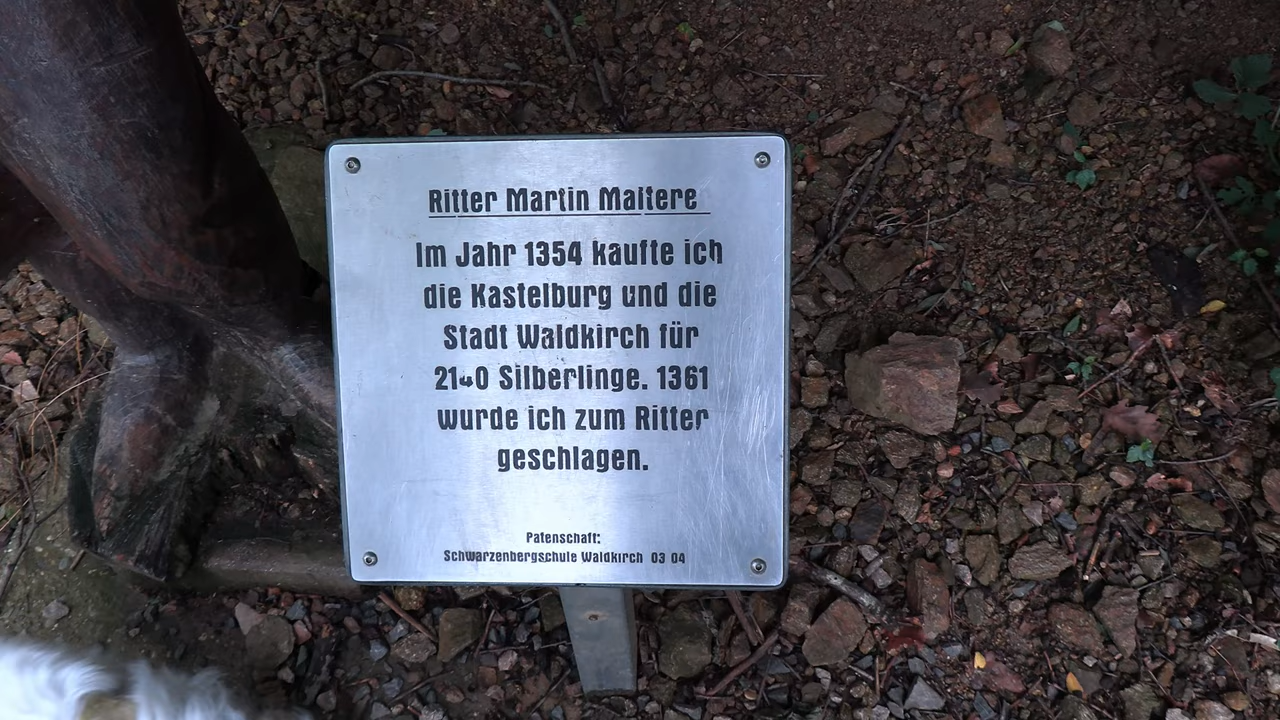 Ritter Martin Maltere
Im Jahr 1354 kaufte ich
die Kastelburg und die
Stadt Waldkirch für
2140 Silberlinge. 1361
wurde ich zum Ritter
geschlagen.
Patenschaft:
Schwarzenbergschule Waldkirch 03 04